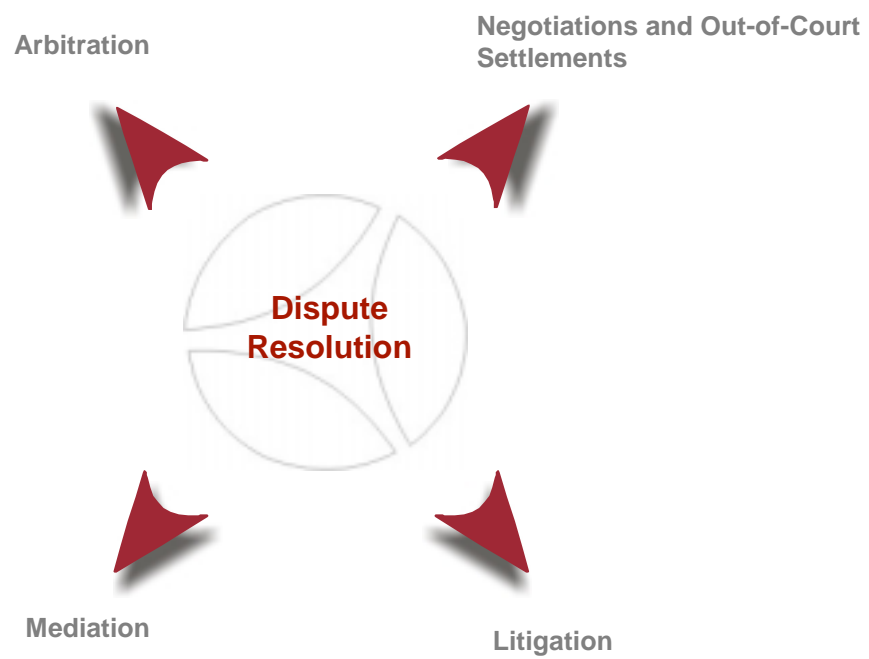 Arbitration
Negotiations and Out-of-Court
Settlements
Dispute
Resolution
Mediation
Litigation